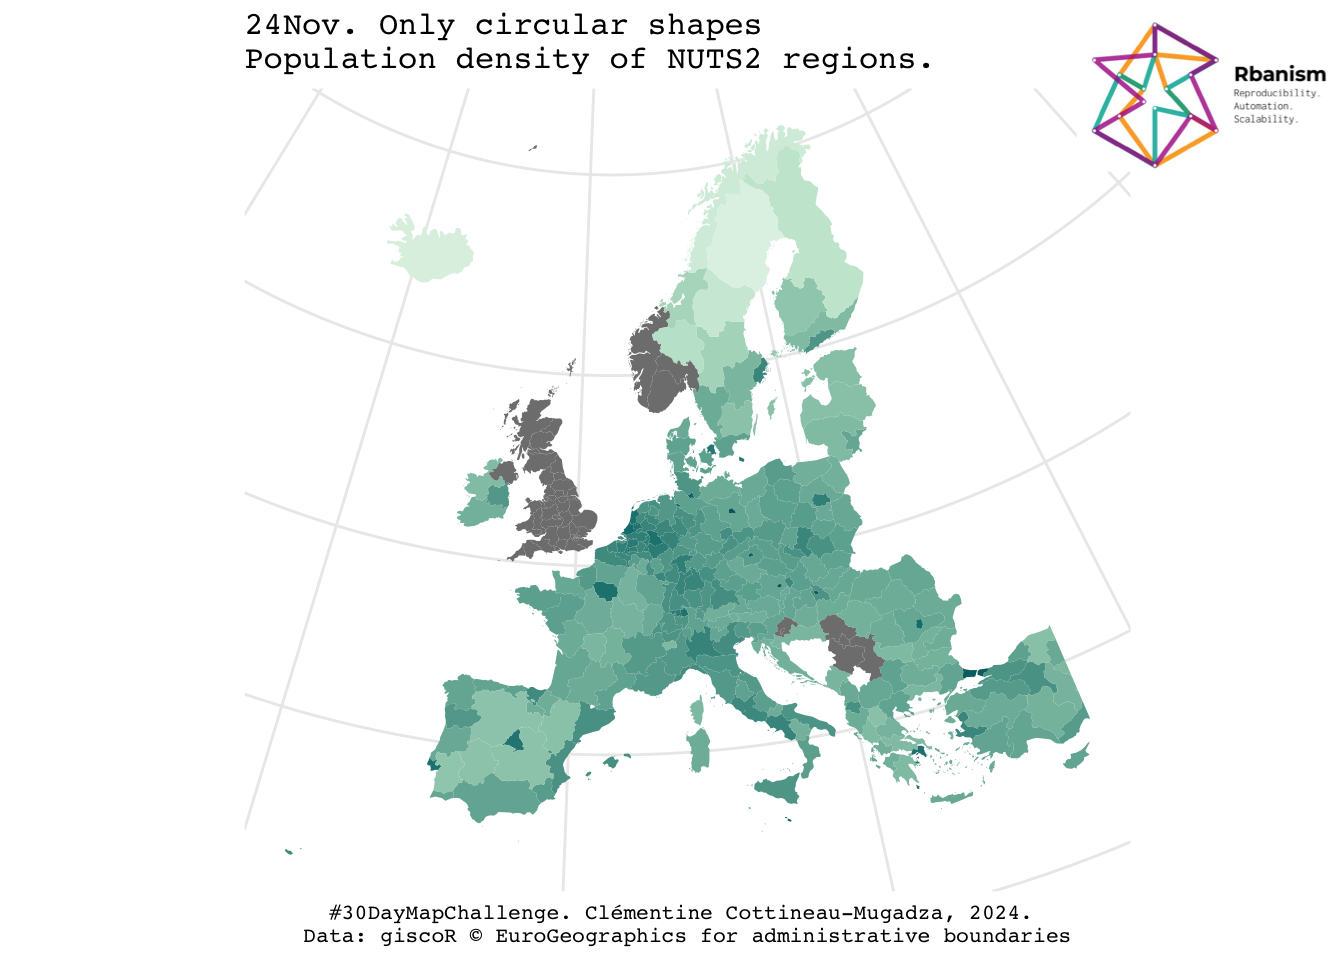 24Nov. Only circular shapes
Population density of NUTS2 regions.
Rbanism
Reproducibility.
Automation.
Scalability.
#30DayMapChallenge. Clémentine Cottineau-Mugadza, 2024.
Data: giscoR © EuroGeographics for administrative boundaries